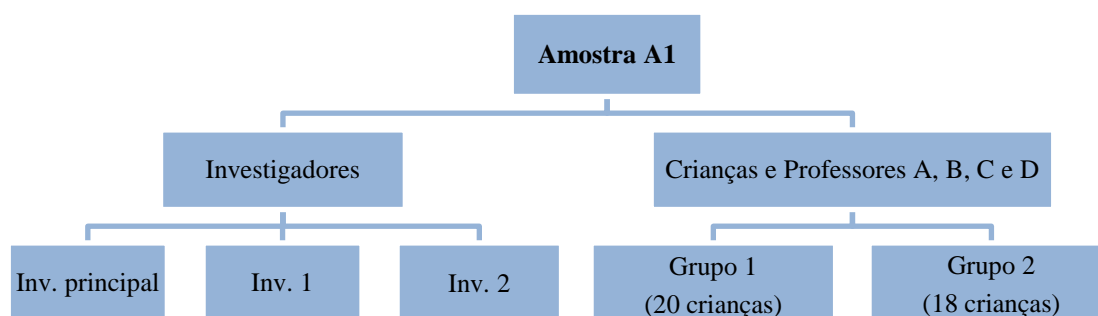 Amostra A1
Investigadores
Crianças e Professores A, B, C e D
Inv. principal
Inv. 1
Inv. 2
Grupo 1
(20 crianças)
Grupo 2
(18 crianças)